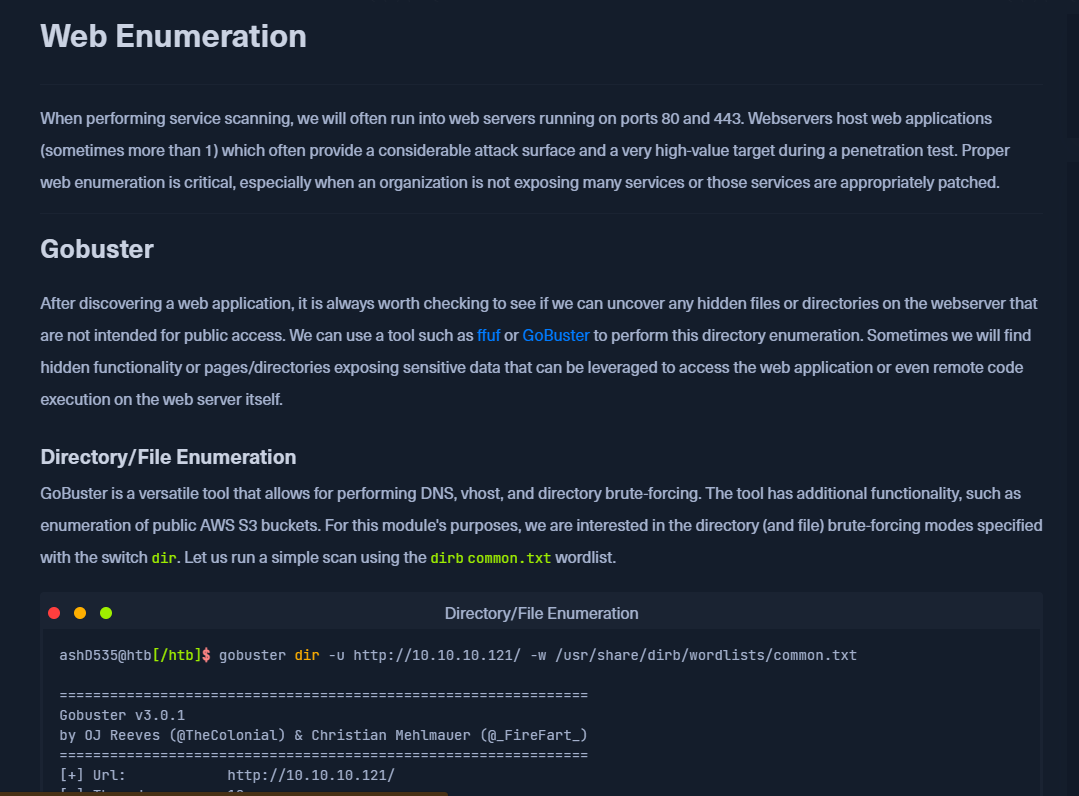 Web Enumeration
When performing service scanning, we will often run into web servers running on ports 80 and 443. Webservers host web applications
(sometimes more than 1) which often provide a considerable attack surface and a very high-value target during a penetration test. Proper
web enumeration is critical, especially when an organization is not exposing many services or those services are appropriately patched.
Gobuster
After discovering a web application, it is always worth checking to see if we can uncover any hidden files or directories on the webserver that
are not intended for public access. We can use a tool such as ffuf or GoBuster to perform this directory enumeration. Sometimes we will find
hidden functionality or pages/directories exposing sensitive data that can be leveraged to access the web application or even remote code
execution on the web server itself.
Directory/File Enumeration
GoBuster is a versatile tool that allows for performing DNS, vhost, and directory brute-forcing. The tool has additional functionality, such as
enumeration of public AWS S3 buckets. For this module's purposes, we are interested in the directory (and file) brute-forcing modes specified
with the switch dir. Let us run a simple scan using the dirb common.txt wordlist.
Directory/File Enumeration
ashD535@htb[/htb]$ gobuster dir -u http://10.10.10.121/ -w /usr/share/dirb/wordlists/common.txt
===============================================================
Gobuster v3.0.1
by OJ Reeves (@TheColonial) & Christian Mehlmauer (@_FireFart_)
===============================================================
[+] Url: http://10.10.10.121/